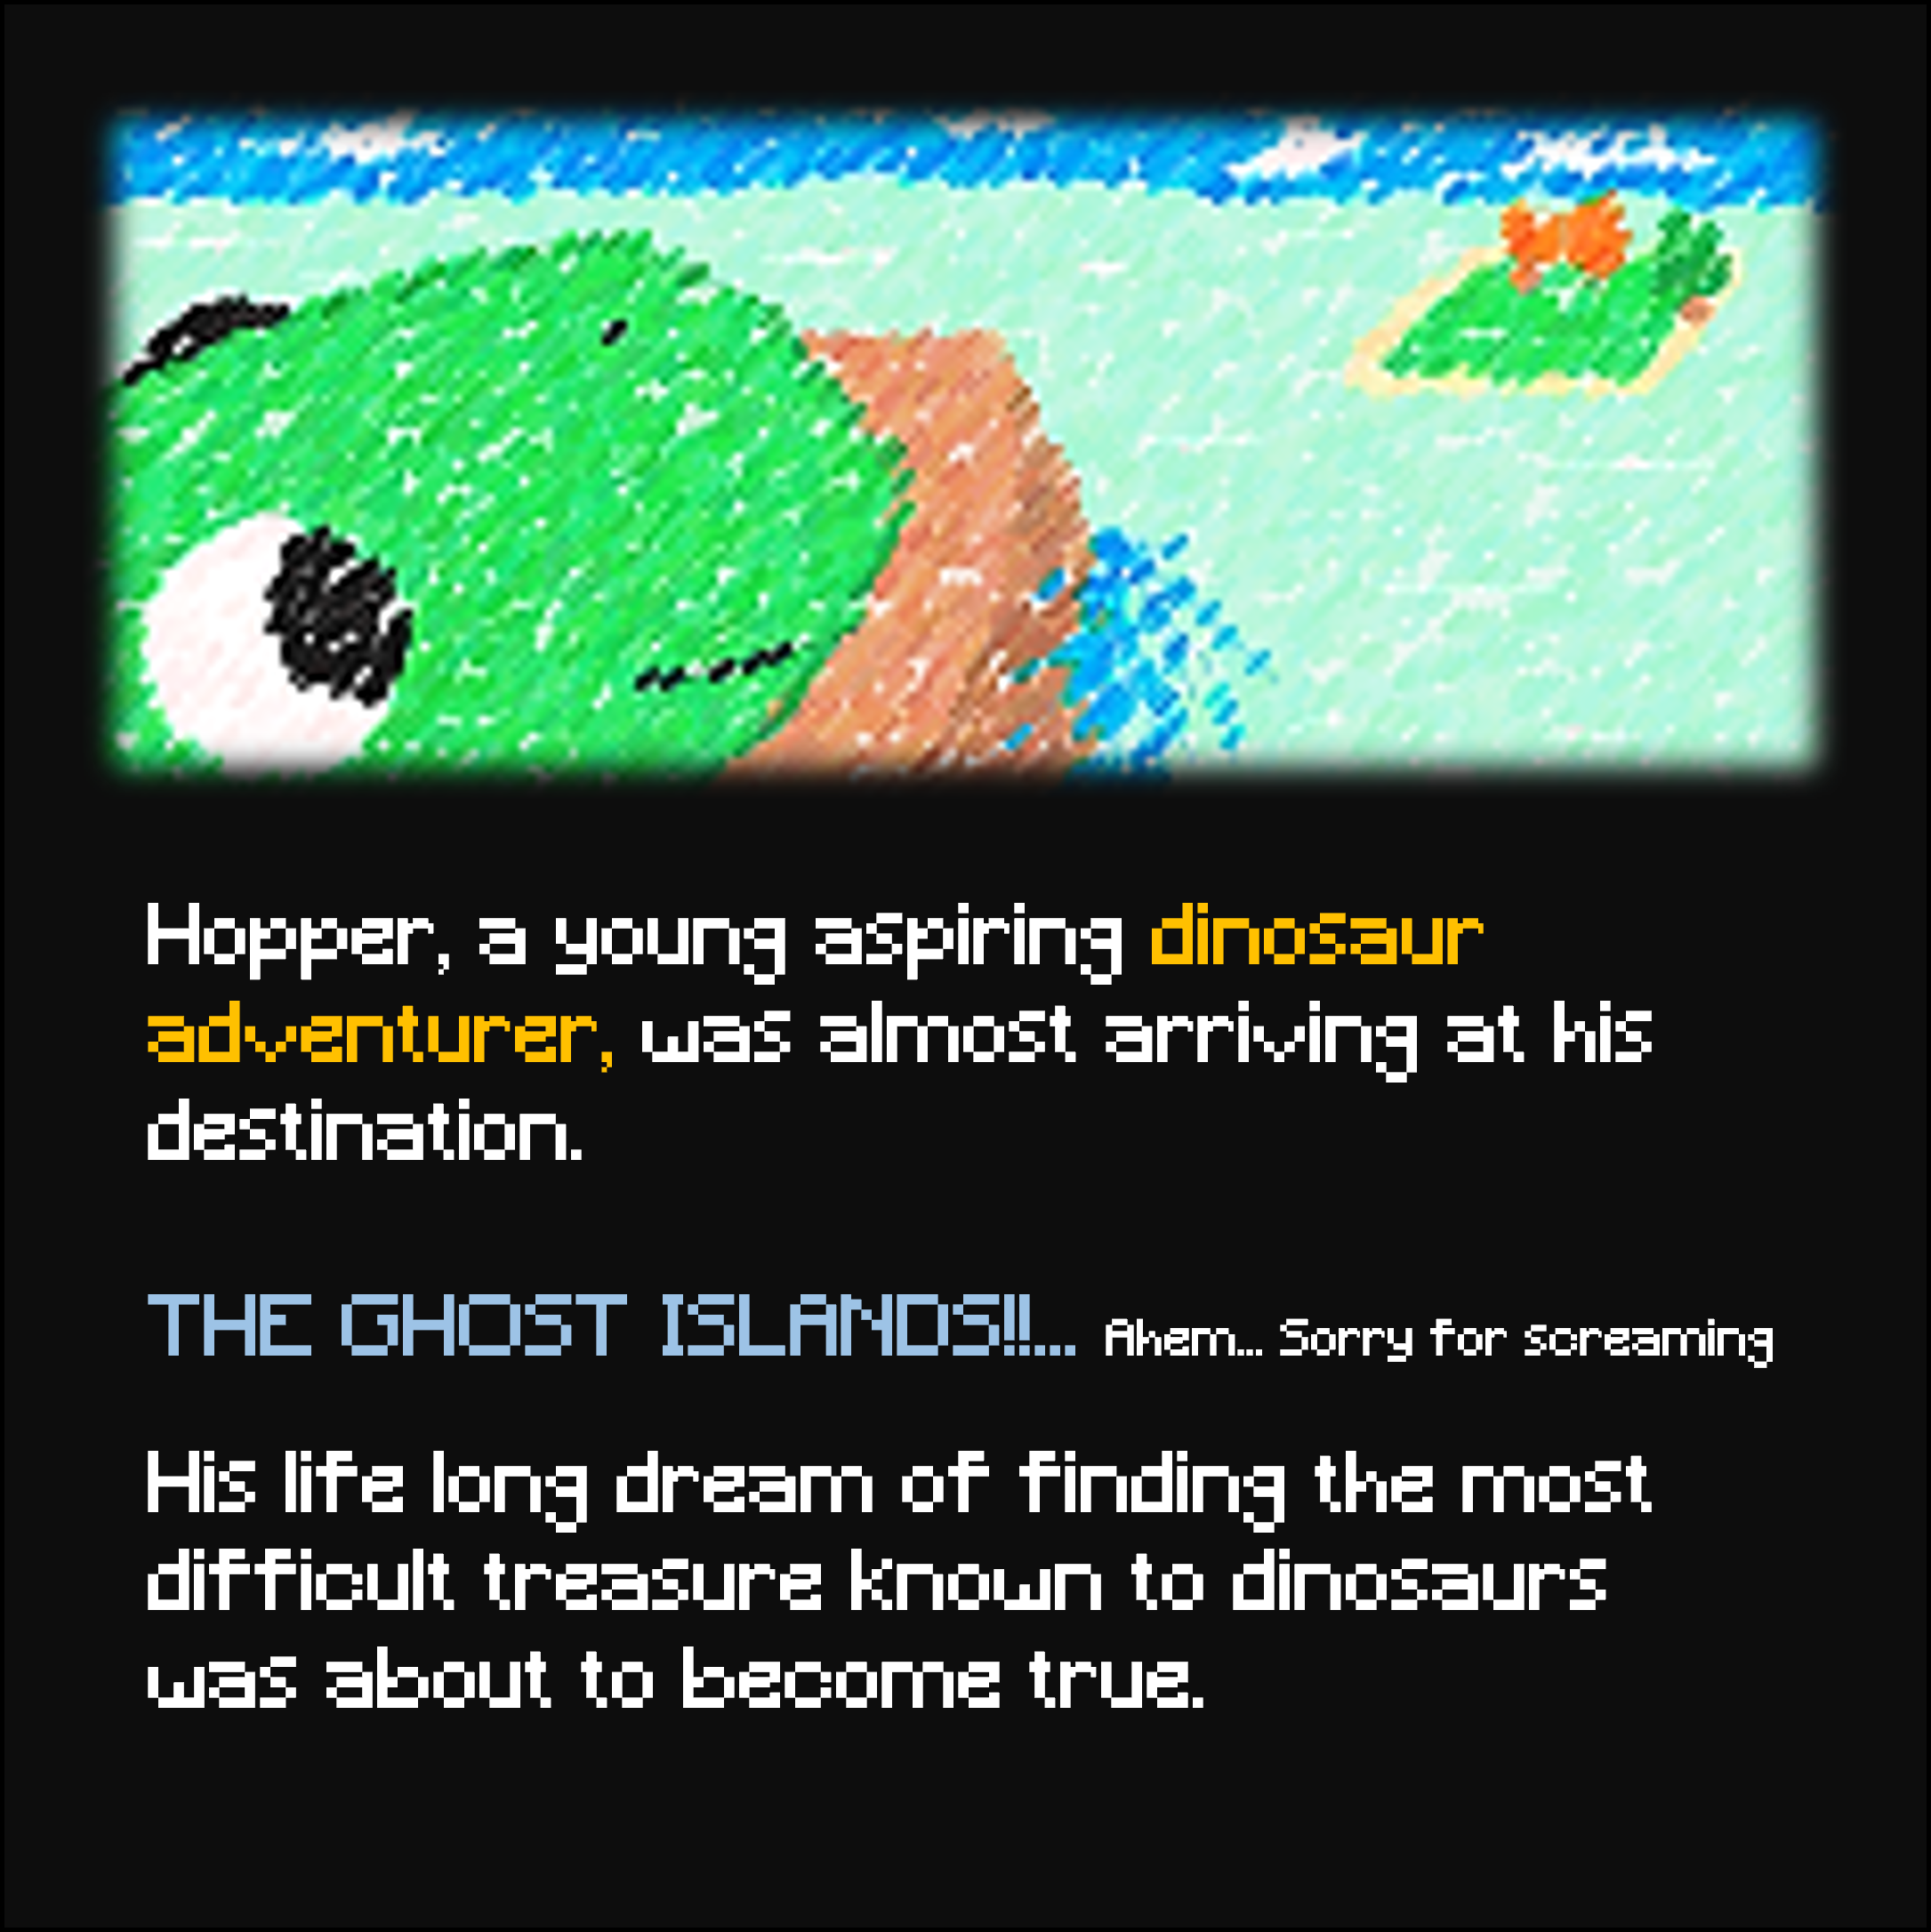 Hopper, a young aspiring dinosaur
adventurer, was almost arriving at his
destination.
THE GHOST ISLANDS!!... Ahem... Sorry for screaming
His life long dream of finding the most
difficult treasure known to dinosaurs
was about to become true.